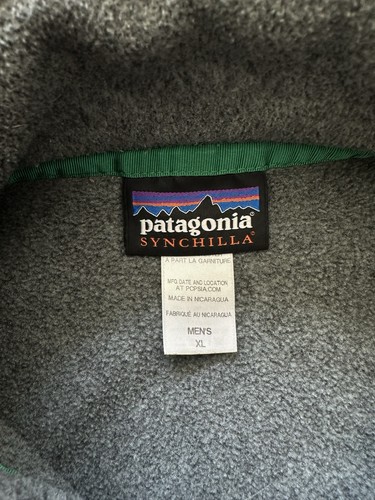 patagonia®
SYNCHILLA®
A PART LA GARNITURE
MFG DATE AND LOCATION
AT PCPSIA.COM
MADE IN NICARAGUA
FABRIQUÉ AU NICARAGUA
MEN'S
XL